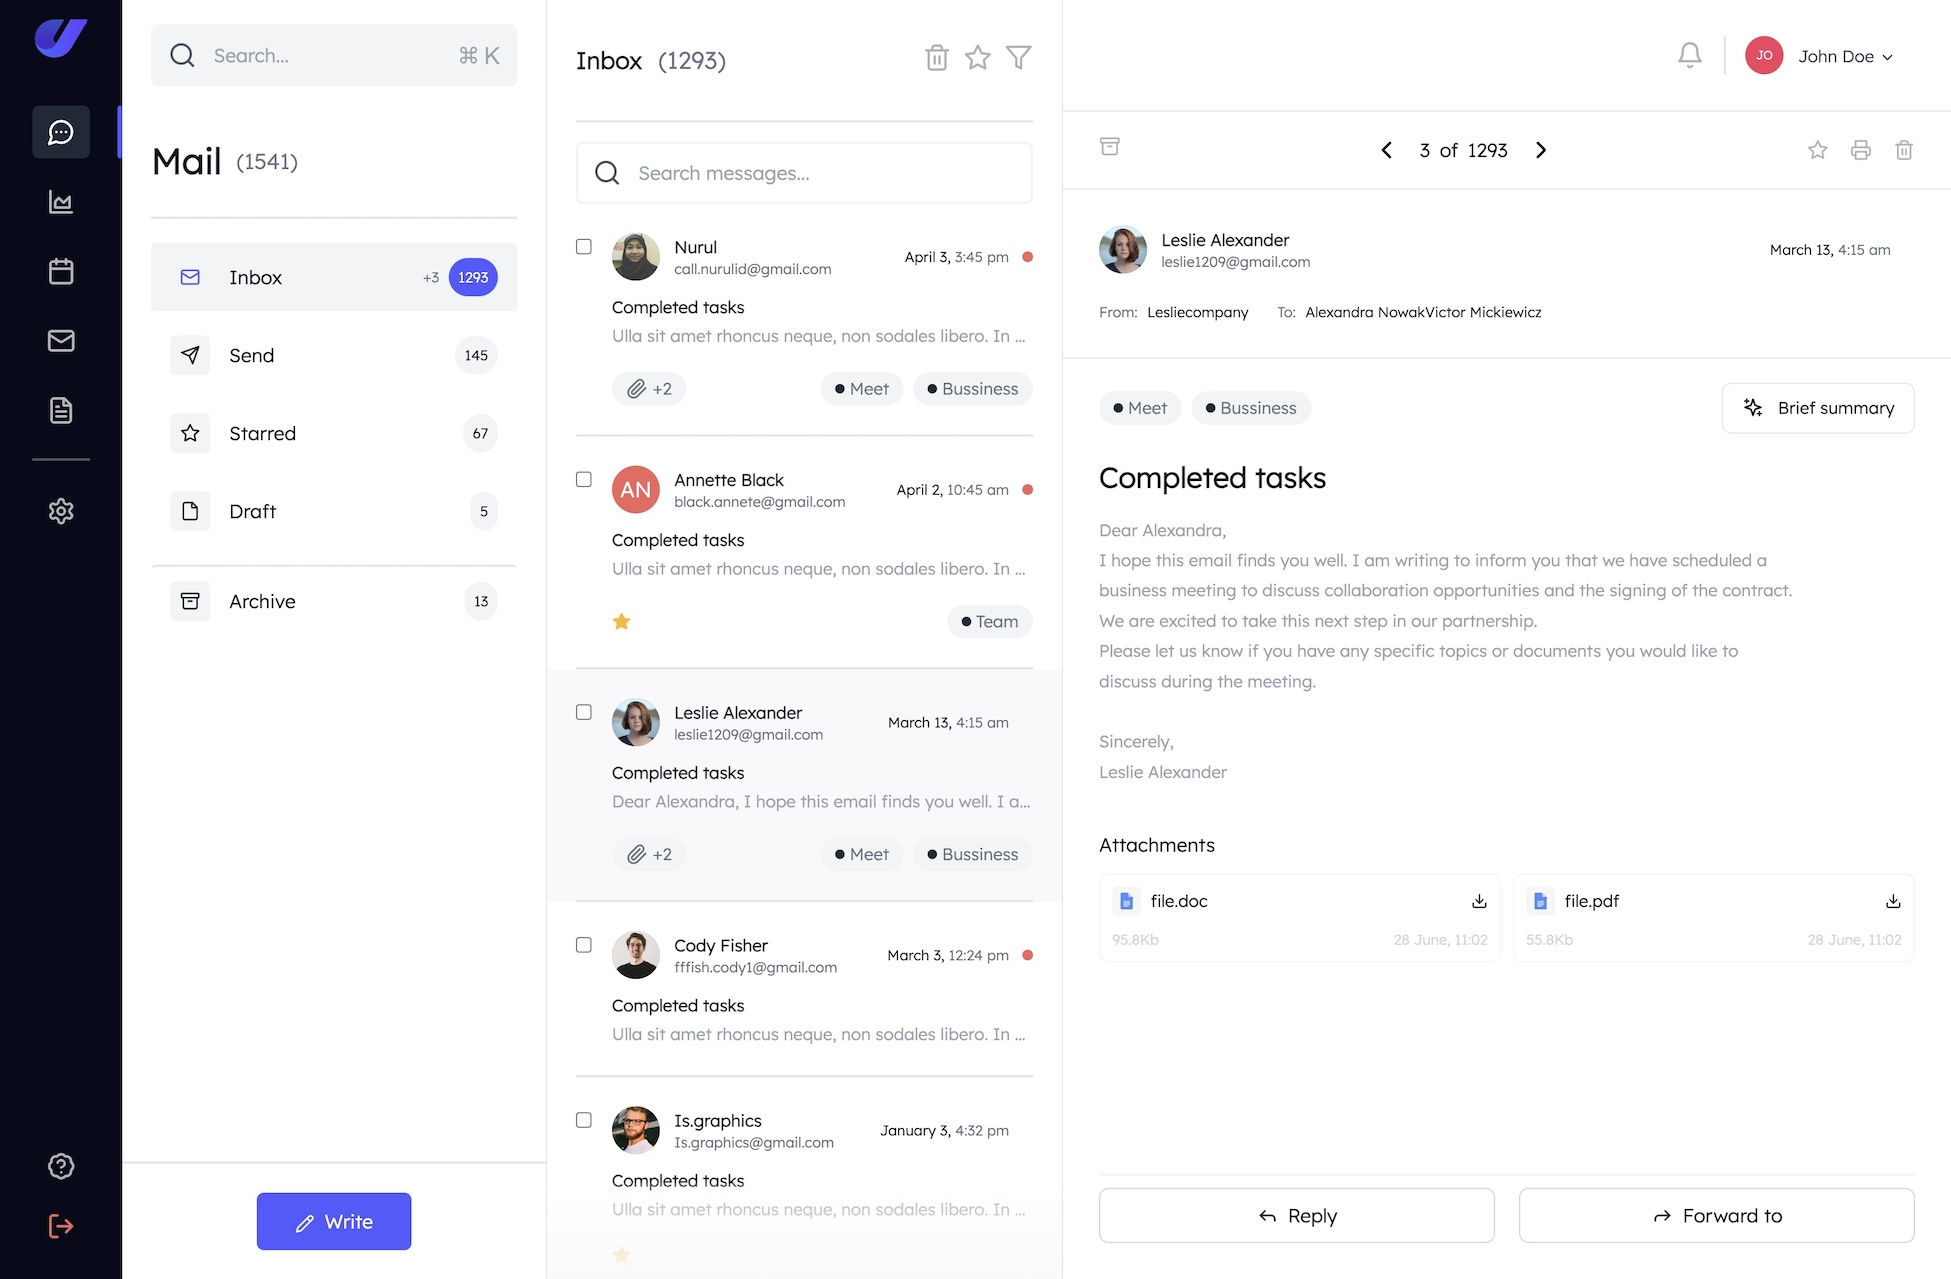 Search...
⌘ K
Mail (1541)
Inbox +3 1293
Send 145
Starred 67
Draft 5
Archive 13
Write
Inbox (1293)
Search messages...
Nurul
call.nurulid@gmail.com
April 3, 3:45 pm
Completed tasks
Ulla sit amet rhoncus neque, non sodales libero. In ...
+2
Meet
Bussiness
AN
Annette Black
black.annete@gmail.com
April 2, 10:45 am
Completed tasks
Ulla sit amet rhoncus neque, non sodales libero. In ...
Team
Leslie Alexander
leslie1209@gmail.com
March 13, 4:15 am
Completed tasks
Dear Alexandra, I hope this email finds you well. I a...
+2
Meet
Bussiness
Cody Fisher
fffish.cody1@gmail.com
March 3, 12:24 pm
Completed tasks
Ulla sit amet rhoncus neque, non sodales libero. In ...
Is.graphics
Is.graphics@gmail.com
January 3, 4:32 pm
Completed tasks
Ulla sit amet rhoncus neque, non sodales libero. In ...
JO
John Doe
3 of 1293
Leslie Alexander
leslie1209@gmail.com
March 13, 4:15 am
From: Lesliecompany To: Alexandra NowakVictor Mickiewicz
Meet
Bussiness
Brief summary
Completed tasks
Dear Alexandra,
I hope this email finds you well. I am writing to inform you that we have scheduled a
business meeting to discuss collaboration opportunities and the signing of the contract.
We are excited to take this next step in our partnership.
Please let us know if you have any specific topics or documents you would like to
discuss during the meeting.
Sincerely,
Leslie Alexander
Attachments
file.doc
95.8Kb 28 June, 11:02
file.pdf
55.8Kb 28 June, 11:02
Reply
Forward to